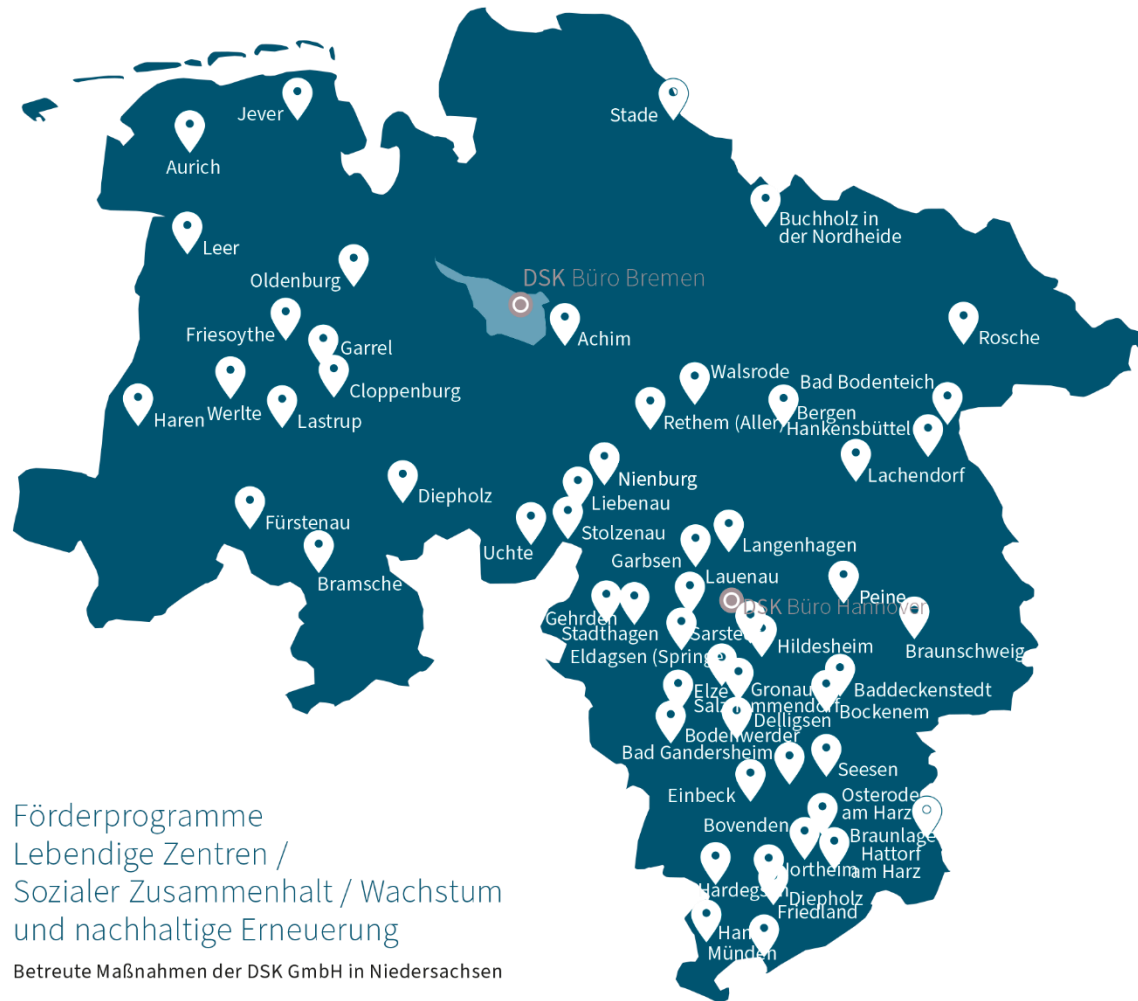 Jever
Stade
Aurich
Buchholz in
der Nordheide
Leer
Oldenburg
DSK Büro Bremen
Friesoythe
Achim
Rosche
Garrel
Cloppenburg
Walsrode
Bad Bodenteich
Haren
Werlte
Lastrup
Rethem (Aller)
Bergen
Hankensbüttel
Lachendorf
Nienburg
Diepholz
Liebenau
Fürstenau
Stolzenau
Uchte
Langenhagen
Garbsen
Bramsche
Lauenau
Peine
DSK Büro Hannover
Gehrden
Stadthagen
Hildesheim
Braunschweig
Eldagsen (Springe
Elze
Gronau
Baddeckenstedt
Delligsen
Bockenem
Bodenwerder
Bad Gandersheim
Seesen
Einbeck
Osterode
am Harz
Bovenden
Braunlage
Hattorf
am Harz
Diepholz
Friedland
Münden
Förderprogramme
Lebendige Zentren /
Sozialer Zusammenhalt / Wachstum
und nachhaltige Erneuerung
Betreute Maßnahmen der DSK GmbH in Niedersachsen